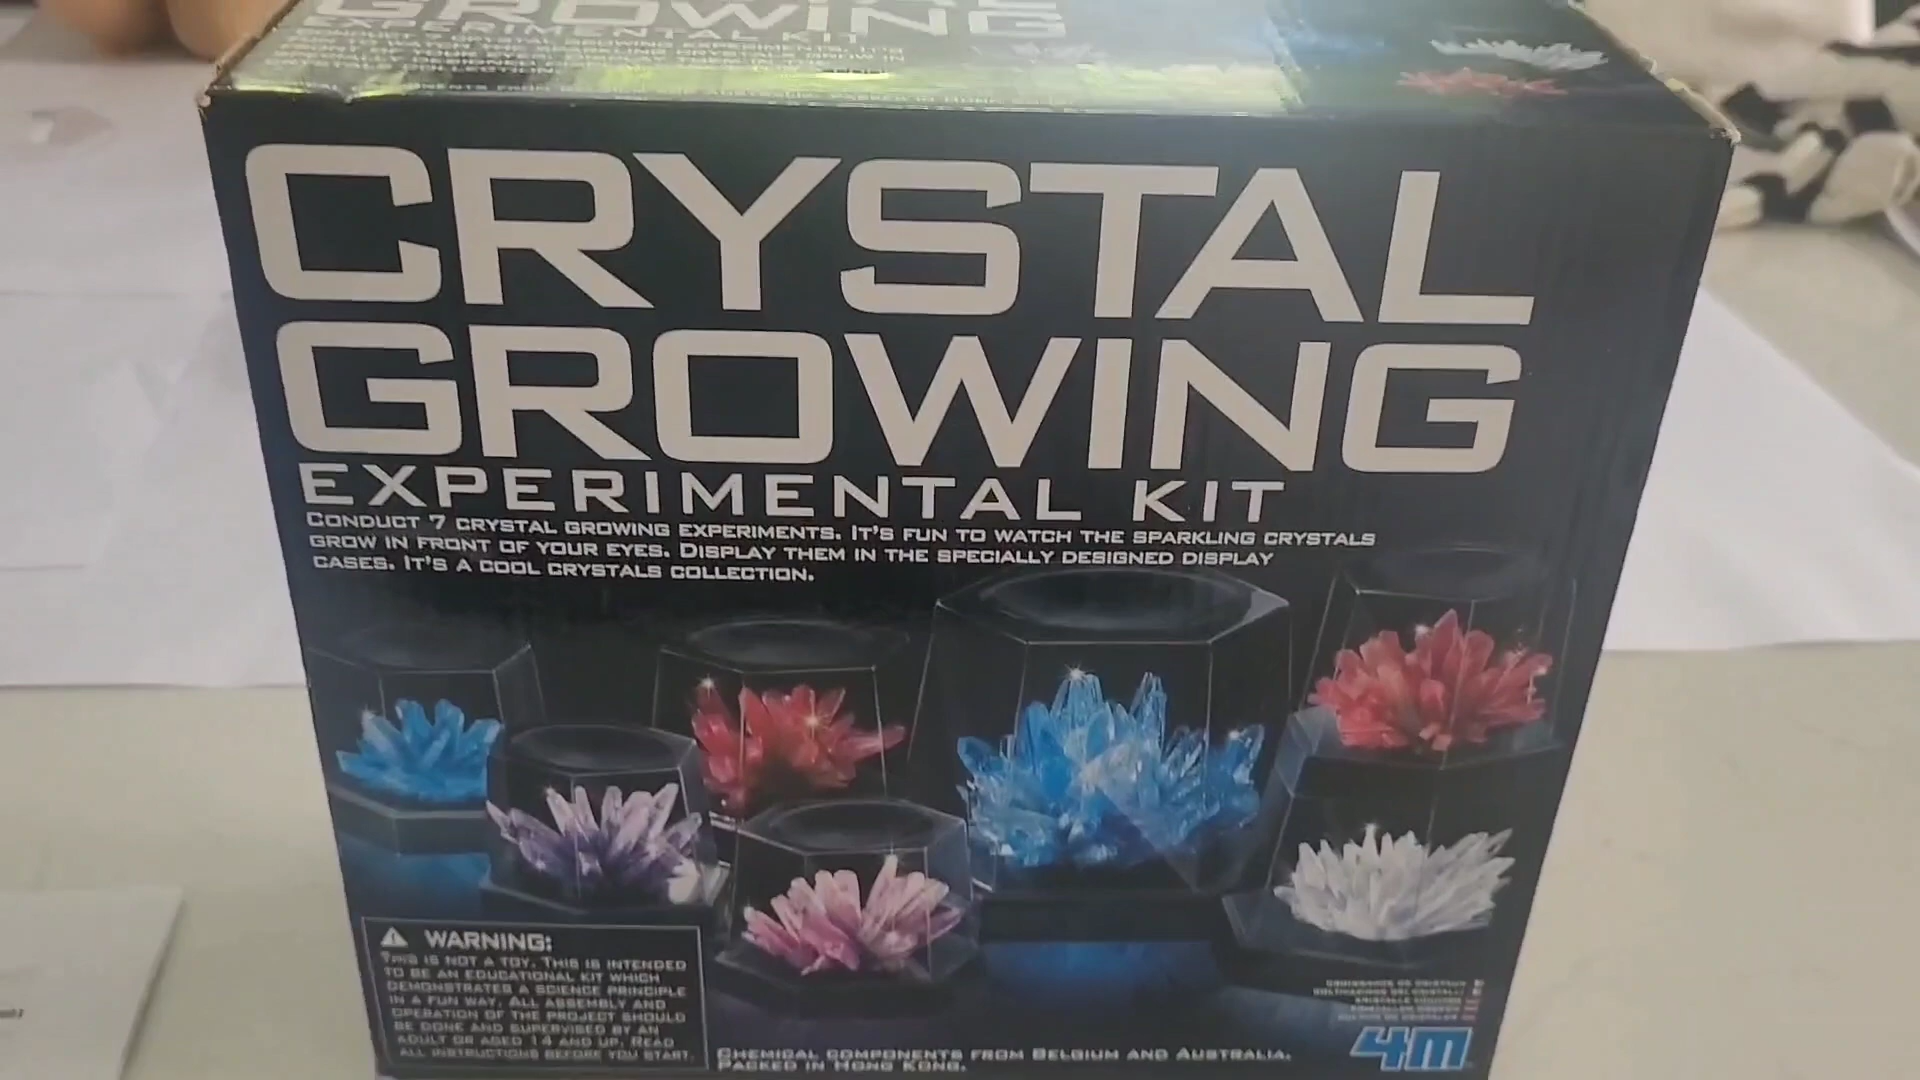 GROWING
EXPERIMENTAL KIT
CRYSTAL
GROWING
EXPERIMENTAL KIT
CONDUCT 7 CRYSTAL GROWING EXPERIMENTS. IT'S FUN TO WATCH THE SPARKLING CRYSTALS
GROW IN FRONT OF YOUR EYES. DISPLAY THEM IN THE SPECIALLY DESIGNED DISPLAY
CASES. IT'S A COOL CRYSTALS COLLECTION.
WARNING:
THIS IS NOT A TOY. THIS IS INTENDED
TO BE AN EDUCATIONAL KIT WHICH
DEMONSTRATES A SCIENCE PRINCIPLE
IN A FUN WAY. ALL ASSEMBLY AND
OPERATION OF THE PROJECT SHOULD
BE DONE AND SUPERVISED BY AN
ADULT OR AGED 14 AND UP. READ
ALL INSTRUCTIONS BEFORE YOU START.
CHEMICAL COMPONENTS FROM BELGIUM AND AUSTRALIA.
PACKED IN HONG KONG.
4M